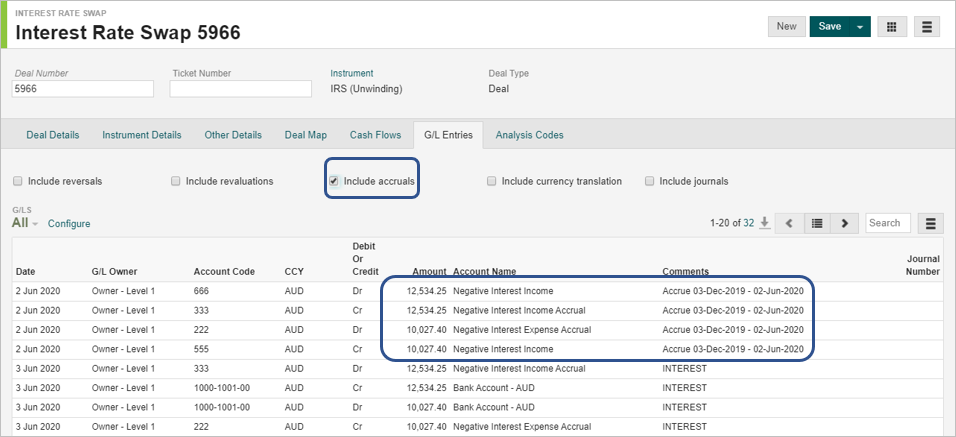 INTEREST RATE SWAP
Interest Rate Swap 5966
New Save
Deal Number Ticket Number Instrument Deal Type
5966 IRS (Unwinding) Deal
Deal Details Instrument Details Other Details Deal Map Cash Flows G/L Entries Analysis Codes
Include reversals Include revaluations Include accruals Include currency translation Include journals
G/LS
All Configure 1-20 of 32 Search
Debit
Or Journal
Date G/L Owner Account Code CCY Credit Amount Account Name Comments Number
2 Jun 2020 Owner - Level 1 666 AUD Dr 12,534.25 Negative Interest Income Accrue 03-Dec-2019 - 02-Jun-2020
2 Jun 2020 Owner - Level 1 333 AUD Cr 12,534.25 Negative Interest Income Accrual Accrue 03-Dec-2019 - 02-Jun-2020
2 Jun 2020 Owner - Level 1 222 AUD Dr 10,027.40 Negative Interest Expense Accrual Accrue 03-Dec-2019 - 02-Jun-2020
2 Jun 2020 Owner - Level 1 555 AUD Cr 10,027.40 Negative Interest Income Accrue 03-Dec-2019 - 02-Jun-2020
3 Jun 2020 Owner - Level 1 333 AUD Dr 12,534.25 Negative Interest Income Accrual INTEREST
3 Jun 2020 Owner - Level 1 1000-1001-00 AUD Cr 12,534.25 Bank Account - AUD INTEREST
3 Jun 2020 Owner - Level 1 1000-1001-00 AUD Dr 10,027.40 Bank Account - AUD INTEREST
3 Jun 2020 Owner - Level 1 222 AUD Cr 10,027.40 Negative Interest Expense Accrual INTEREST